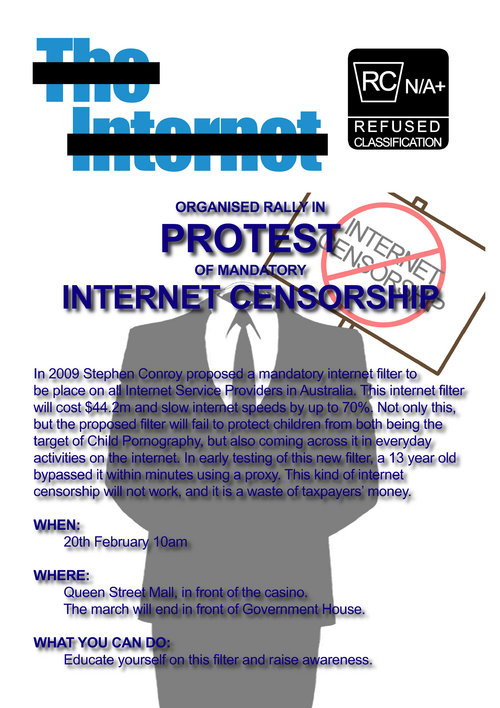 The
Internet
RC N/A+
REFUSED
CLASSIFICATION
ORGANISED RALLY IN
PROTEST
OF MANDATORY
INTERNET CENSORSHIP
INTERNET
CENSORSHIP
In 2009 Stephen Conroy proposed a mandatory internet filter to
be place on all Internet Service Providers in Australia. This internet filter
will cost $44.2m and slow internet speeds by up to 70%. Not only this,
but the proposed filter will fail to protect children from both being the
target of Child Pornography, but also coming across it in everyday
activities on the internet. In early testing of this new filter, a 13 year old
bypassed it within minutes using a proxy. This kind of internet
censorship will not work, and it is a waste of taxpayers' money.
WHEN:
20th February 10am
WHERE:
Queen Street Mall, in front of the casino.
The march will end in front of Government House.
WHAT YOU CAN DO:
Educate yourself on this filter and raise awareness.